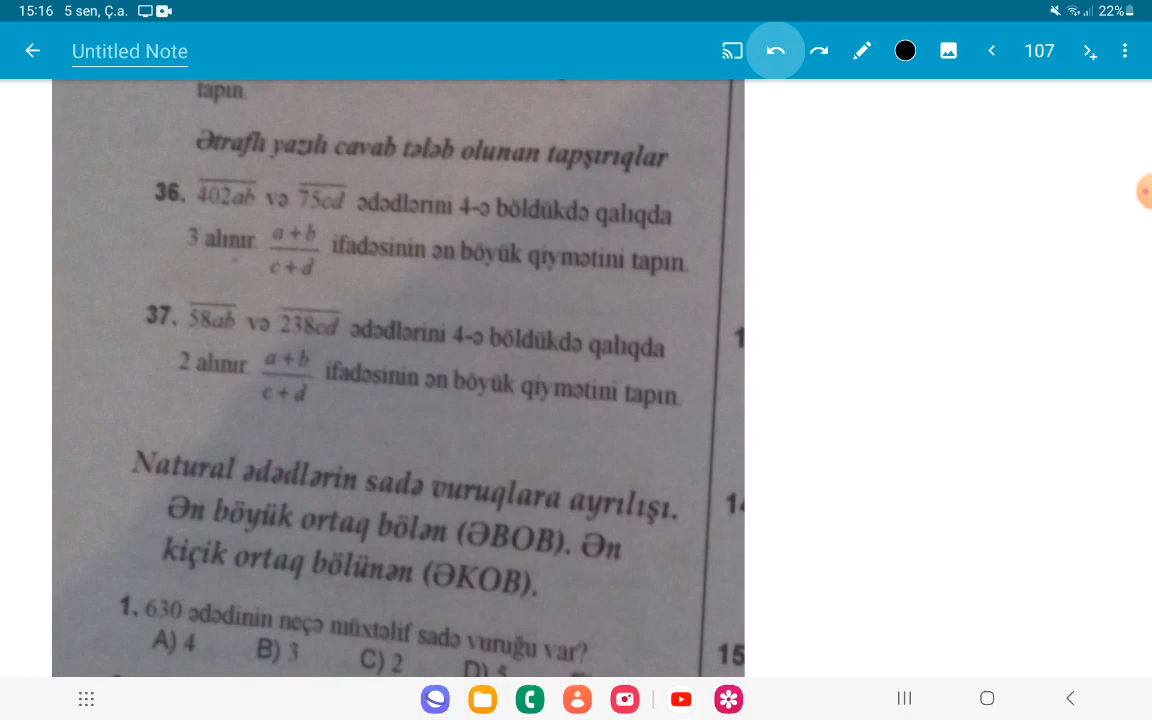 15:16 5 sen, Ç.a. 22%
Untitled Note 107
tapın.
Ətraflı yazılı cavab tələb olunan tapşırıqlar
36. 402ab və 75cd ədədlərini 4-ə böldükdə qalıqda
3 alınır. a+b / c+d ifadəsinin ən böyük qiymətini tapın.
37. 58ab və 238cd ədədlərini 4-ə böldükdə qalıqda
2 alınır. a+b / c+d ifadəsinin ən böyük qiymətini tapın.
Natural ədədlərin sadə vuruqlara ayrılışı.
Ən böyük ortaq bölən (ƏBOB). Ən
kiçik ortaq bölünən (ƏKOB).
1. 630 ədədinin neçə müxtəlif sadə vuruğu var?
A) 4 B) 3 C) 2 D) 5
15